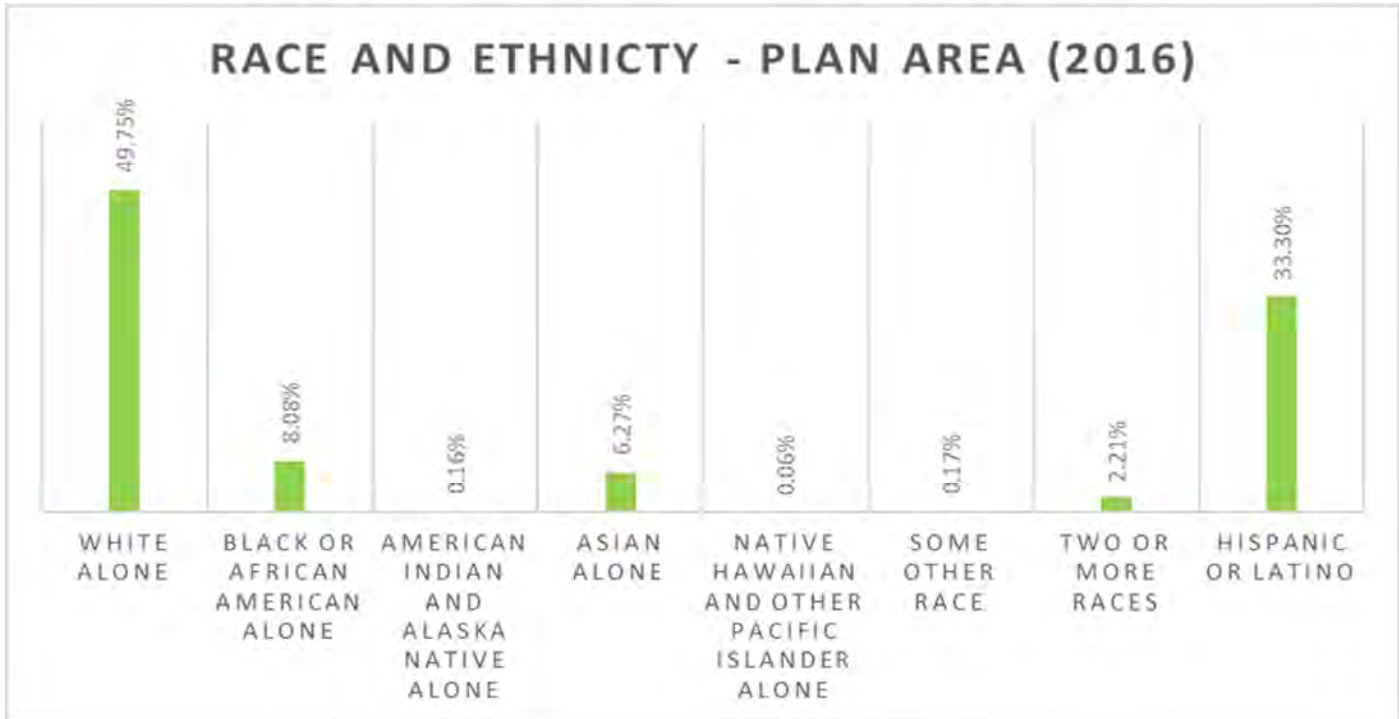 RACE AND ETHNICTY - PLAN AREA (2016)
49.75%
8.08%
0.16%
6.27%
0.06%
0.17%
2.21%
33.30%
WHITE
ALONE
BLACK OR
AFRICAN
AMERICAN
ALONE
AMERICAN
INDIAN
AND
ALASKA
NATIVE
ALONE
ASIAN
ALONE
NATIVE
HAWAIIAN
AND OTHER
PACIFIC
ISLANDER
ALONE
SOME
OTHER
RACE
TWO OR
MORE
RACES
HISPANIC
OR LATINO